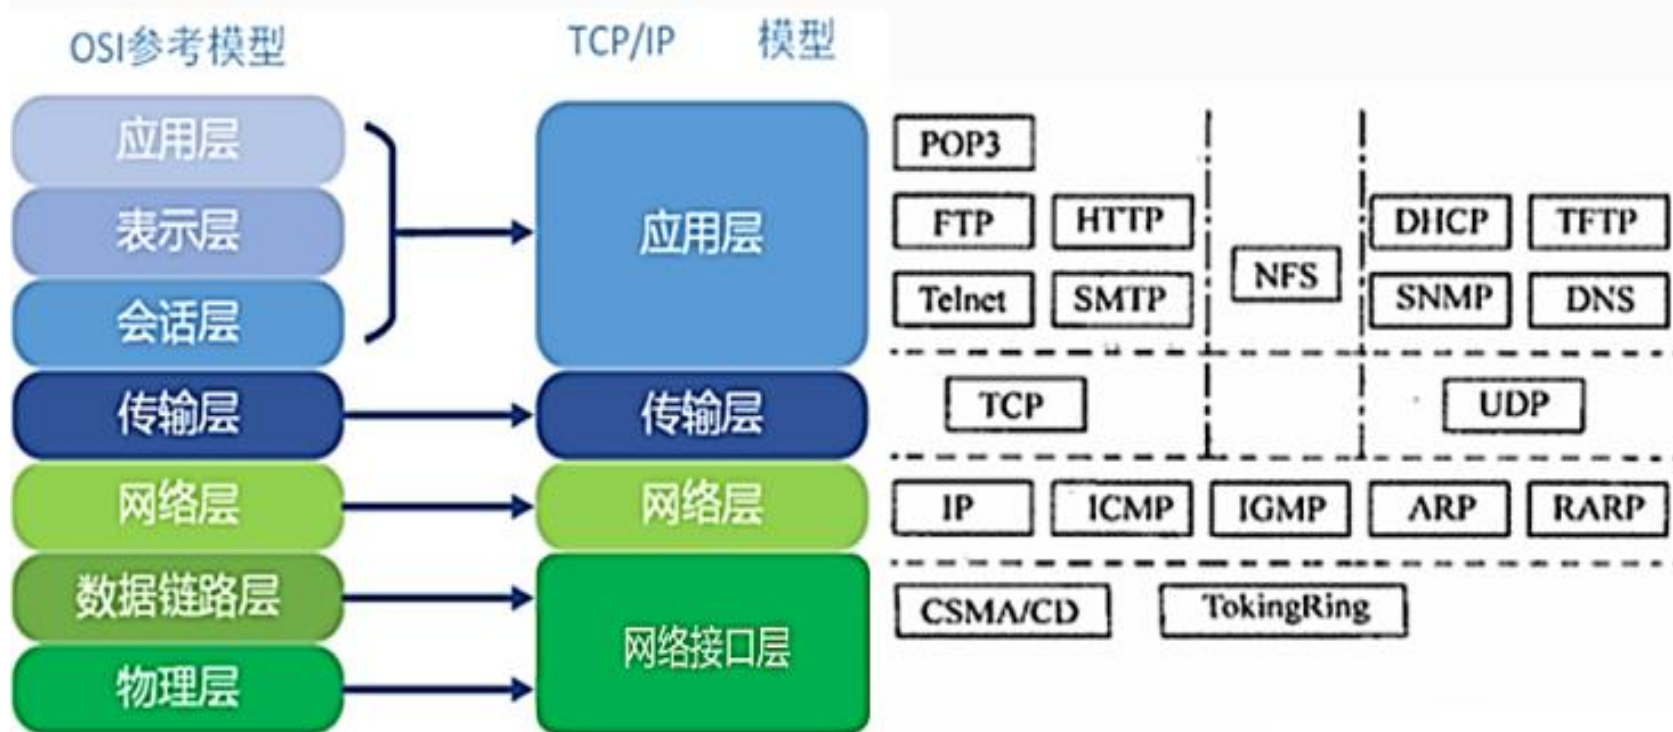 OSI参考模型
TCP/IP 模型
应用层
表示层
会话层
传输层
网络层
数据链路层
物理层
应用层
传输层
网络层
网络接口层
POP3
FTP HTTP DHCP TFTP
NFS
Telnet SMTP SNMP DNS
TCP UDP
IP ICMP IGMP ARP RARP
CSMA/CD TokingRing